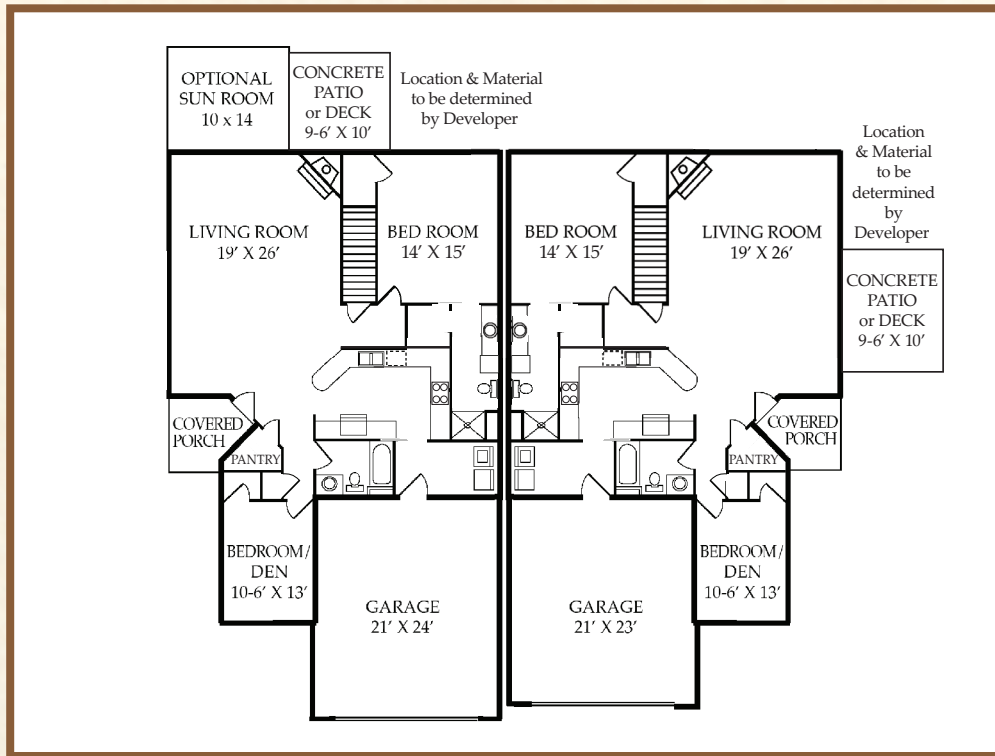 OPTIONAL
SUN ROOM
10 x 14
CONCRETE
PATIO
or DECK
9-6' X 10'
Location & Material
to be determined
by Developer
Location
& Material
to be
determined
by
Developer
LIVING ROOM
19' X 26'
BED ROOM
14' X 15'
BED ROOM
14' X 15'
LIVING ROOM
19' X 26'
CONCRETE
PATIO
or DECK
9-6' X 10'
COVERED
PORCH
PANTRY
COVERED
PORCH
PANTRY
BEDROOM/
DEN
10-6' X 13'
GARAGE
21' X 24'
GARAGE
21' X 23'
BEDROOM/
DEN
10-6' X 13'